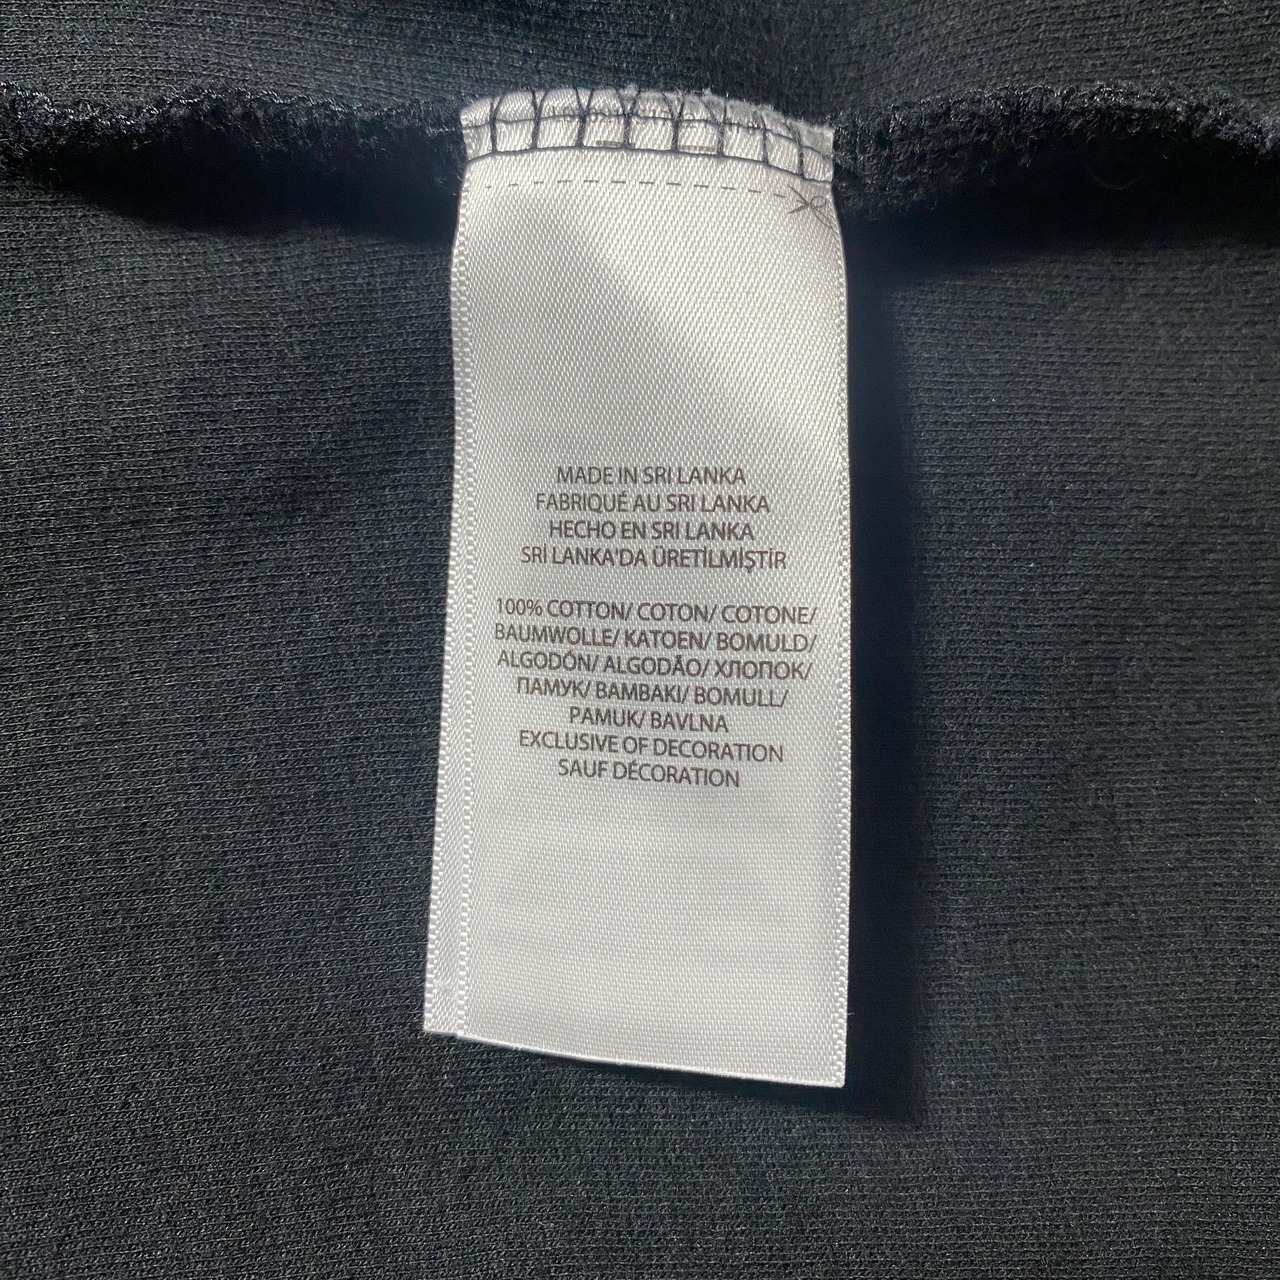 MADE IN SRI LANKA
FABRIQUÉ AU SRI LANKA
HECHO EN SRI LANKA
SRİ LANKA'DA ÜRETİLMİŞTİR
100% COTTON/ COTON/ COTONE/
BAUMWOLLE/ KATOEN/ BOMULD/
ALGODÓN/ ALGODÃO/ ХЛОПОК/
ПАМУК/ BAMBAKI/ BOMULL/
PAMUK/ BAVLNA
EXCLUSIVE OF DECORATION
SAUF DÉCORATION